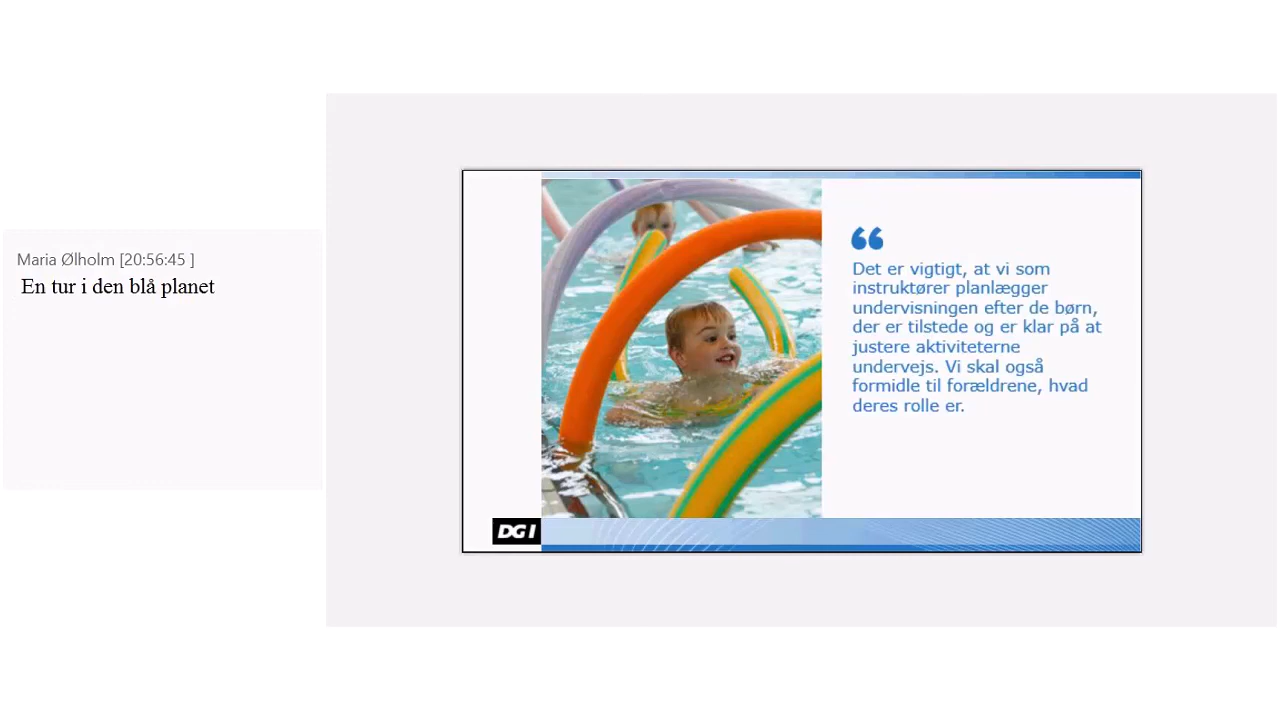 Maria Ølholm [20:56:45 ]
En tur i den blå planet
Det er vigtigt, at vi som
instruktører planlægger
undervisningen efter de børn,
der er tilstede og er klar på at
justere aktiviteterne
undervejs. Vi skal også
formidle til forældrene, hvad
deres rolle er.
DGI